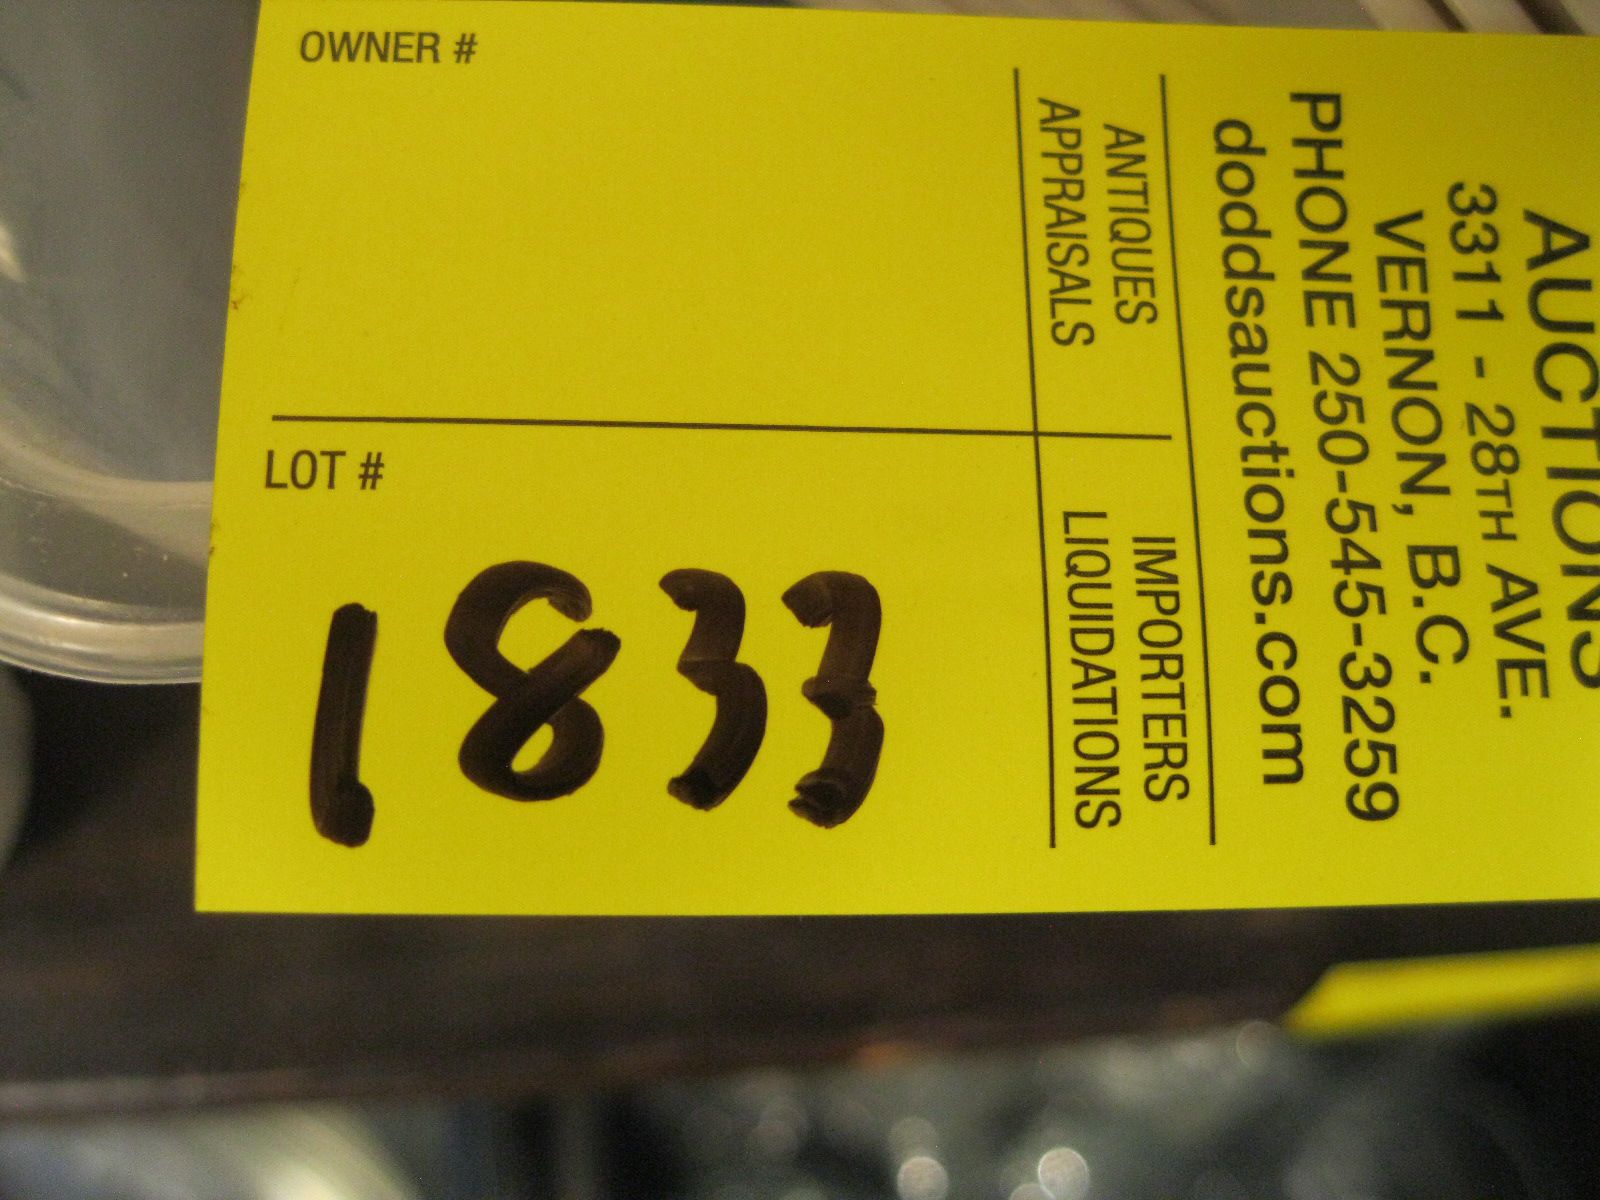 OWNER #
LOT #
1833
AUCTIONS
3311 - 28TH AVE.
VERNON, B.C.
PHONE 250-545-3259
doddsauctions.com
ANTIQUES
APPRAISALS
IMPORTERS
LIQUIDATIONS